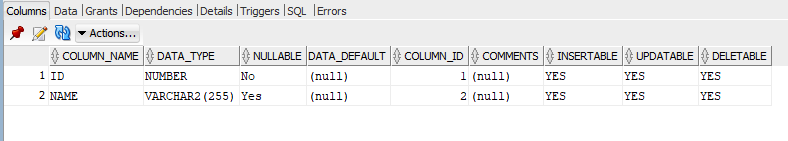 Columns Data Grants Dependencies Details Triggers SQL Errors
Actions...
COLUMN_NAME DATA_TYPE NULLABLE DATA_DEFAULT COLUMN_ID COMMENTS INSERTABLE UPDATABLE DELETABLE
1 ID NUMBER No (null) 1 (null) YES YES YES
2 NAME VARCHAR2(255) Yes (null) 2 (null) YES YES YES